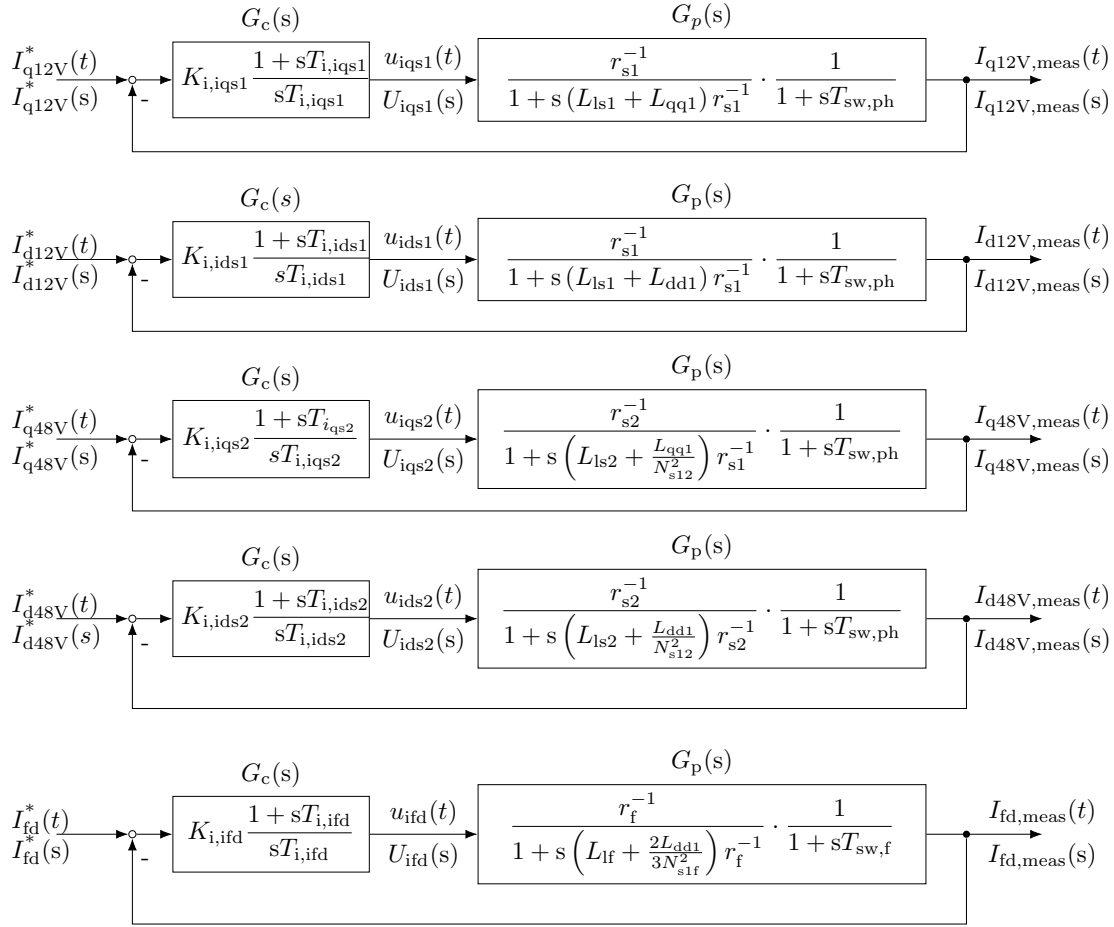 G_c(s) G_p(s)
I*_q12V(t) K_i,iqs1 (1 + sT_i,iqs1)/(sT_i,iqs1) u_iqs1(t) r_s1^-1/(1 + s (L_ls1 + L_qq1) r_s1^-1) · 1/(1 + sT_sw,ph) I_q12V,meas(t)
I*_q12V(s) - U_iqs1(s) I_q12V,meas(s)
G_c(s) G_p(s)
I*_d12V(t) K_i,ids1 (1 + sT_i,ids1)/(sT_i,ids1) u_ids1(t) r_s1^-1/(1 + s (L_ls1 + L_dd1) r_s1^-1) · 1/(1 + sT_sw,ph) I_d12V,meas(t)
I*_d12V(s) - U_ids1(s) I_d12V,meas(s)
G_c(s) G_p(s)
I*_q48V(t) K_i,iqs2 (1 + sT_i_qs2)/(sT_i,iqs2) u_iqs2(t) r_s2^-1/(1 + s (L_ls2 + L_qq1/N_s12^2) r_s1^-1) · 1/(1 + sT_sw,ph) I_q48V,meas(t)
I*_q48V(s) - U_iqs2(s) I_q48V,meas(s)
G_c(s) G_p(s)
I*_d48V(t) K_i,ids2 (1 + sT_i,ids2)/(sT_i,ids2) u_ids2(t) r_s2^-1/(1 + s (L_ls2 + L_dd1/N_s12^2) r_s2^-1) · 1/(1 + sT_sw,ph) I_d48V,meas(t)
I*_d48V(s) - U_ids2(s) I_d48V,meas(s)
G_c(s) G_p(s)
I*_fd(t) K_i,ifd (1 + sT_i,ifd)/(sT_i,ifd) u_ifd(t) r_f^-1/(1 + s (L_lf + 2L_dd1/3N_s1f^2) r_f^-1) · 1/(1 + sT_sw,f) I_fd,meas(t)
I*_fd(s) - U_ifd(s) I_fd,meas(s)